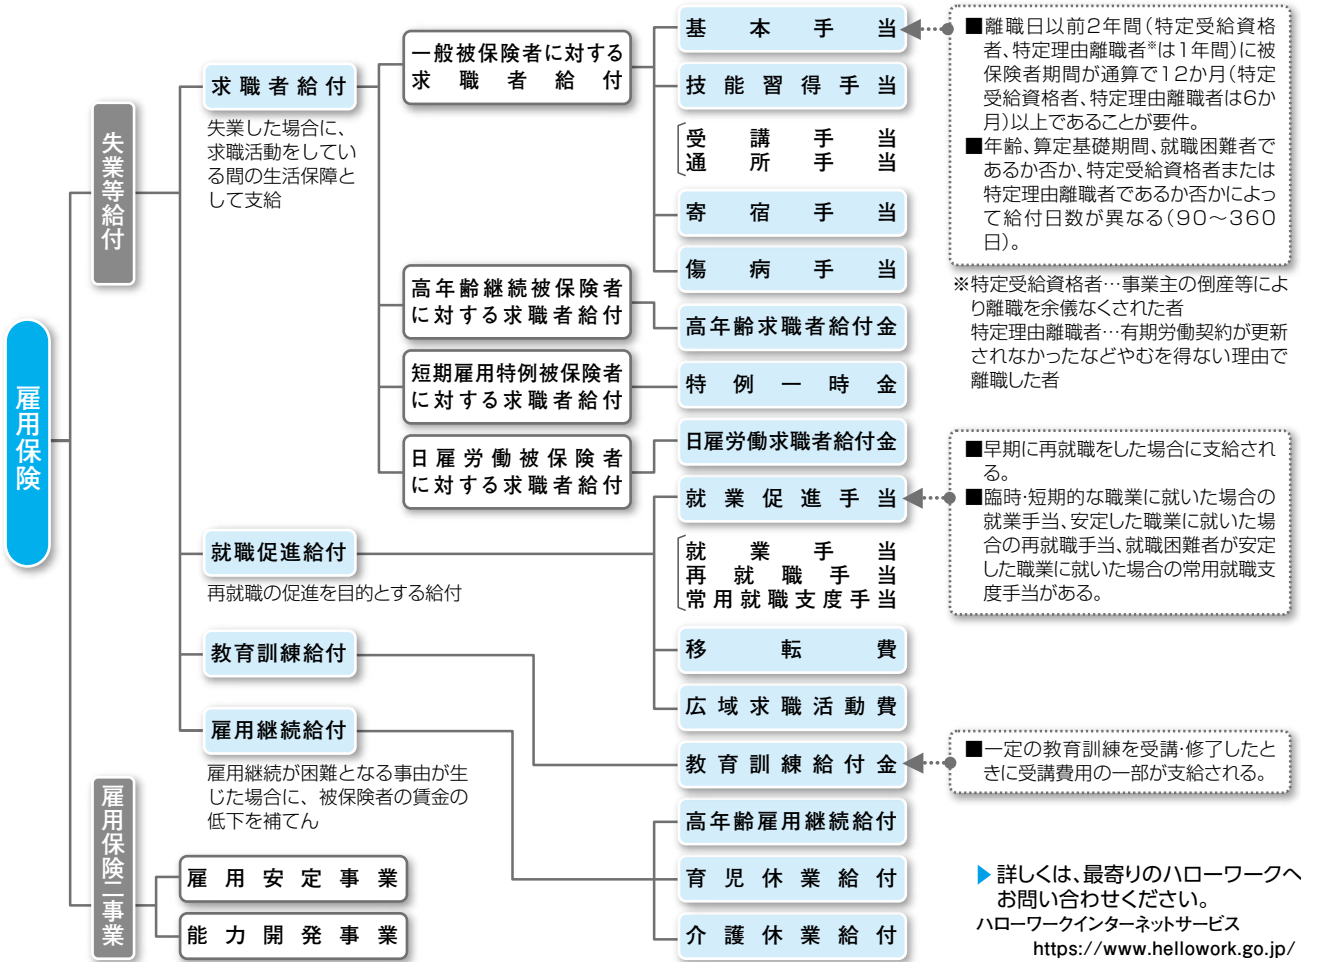 雇用保険
失業等給付
雇用保険二事業
求職者給付
失業した場合に、
求職活動をしてい
る間の生活保障と
して支給
就職促進給付
再就職の促進を目的とする給付
教育訓練給付
雇用継続給付
雇用継続が困難となる事由が生
じた場合に、被保険者の賃金の
低下を補てん
雇用安定事業
能力開発事業
一般被保険者に対する
求職者給付
高年齢継続被保険者
に対する求職者給付
短期雇用特例被保険者
に対する求職者給付
日雇労働被保険者
に対する求職者給付
基本手当
技能習得手当
受講手当
通所手当
寄宿手当
傷病手当
高年齢求職者給付金
特例一時金
日雇労働求職者給付金
就業促進手当
就業手当
再就職手当
常用就職支度手当
移転費
広域求職活動費
教育訓練給付金
高年齢雇用継続給付
育児休業給付
介護休業給付
■離職日以前2年間(特定受給資格
者、特定理由離職者※は1年間)に被
保険者期間が通算で12か月(特定
受給資格者、特定理由離職者は6か
月)以上であることが要件。
■年齢、算定基礎期間、就職困難者で
あるか否か、特定受給資格者または
特定理由離職者であるか否かによっ
て給付日数が異なる(90〜360
日)。
※特定受給資格者…事業主の倒産等によ
り離職を余儀なくされた者
特定理由離職者…有期労働契約が更新
されなかったなどやむを得ない理由で
離職した者
■早期に再就職をした場合に支給され
る。
■臨時・短期的な職業に就いた場合の
就業手当、安定した職業に就いた場
合の再就職手当、就職困難者が安定
した職業に就いた場合の常用就職支
度手当がある。
■一定の教育訓練を受講・修了したと
きに受講費用の一部が支給される。
▶詳しくは、最寄りのハローワークへ
お問い合わせください。
ハローワークインターネットサービス
https://www.hellowork.go.jp/